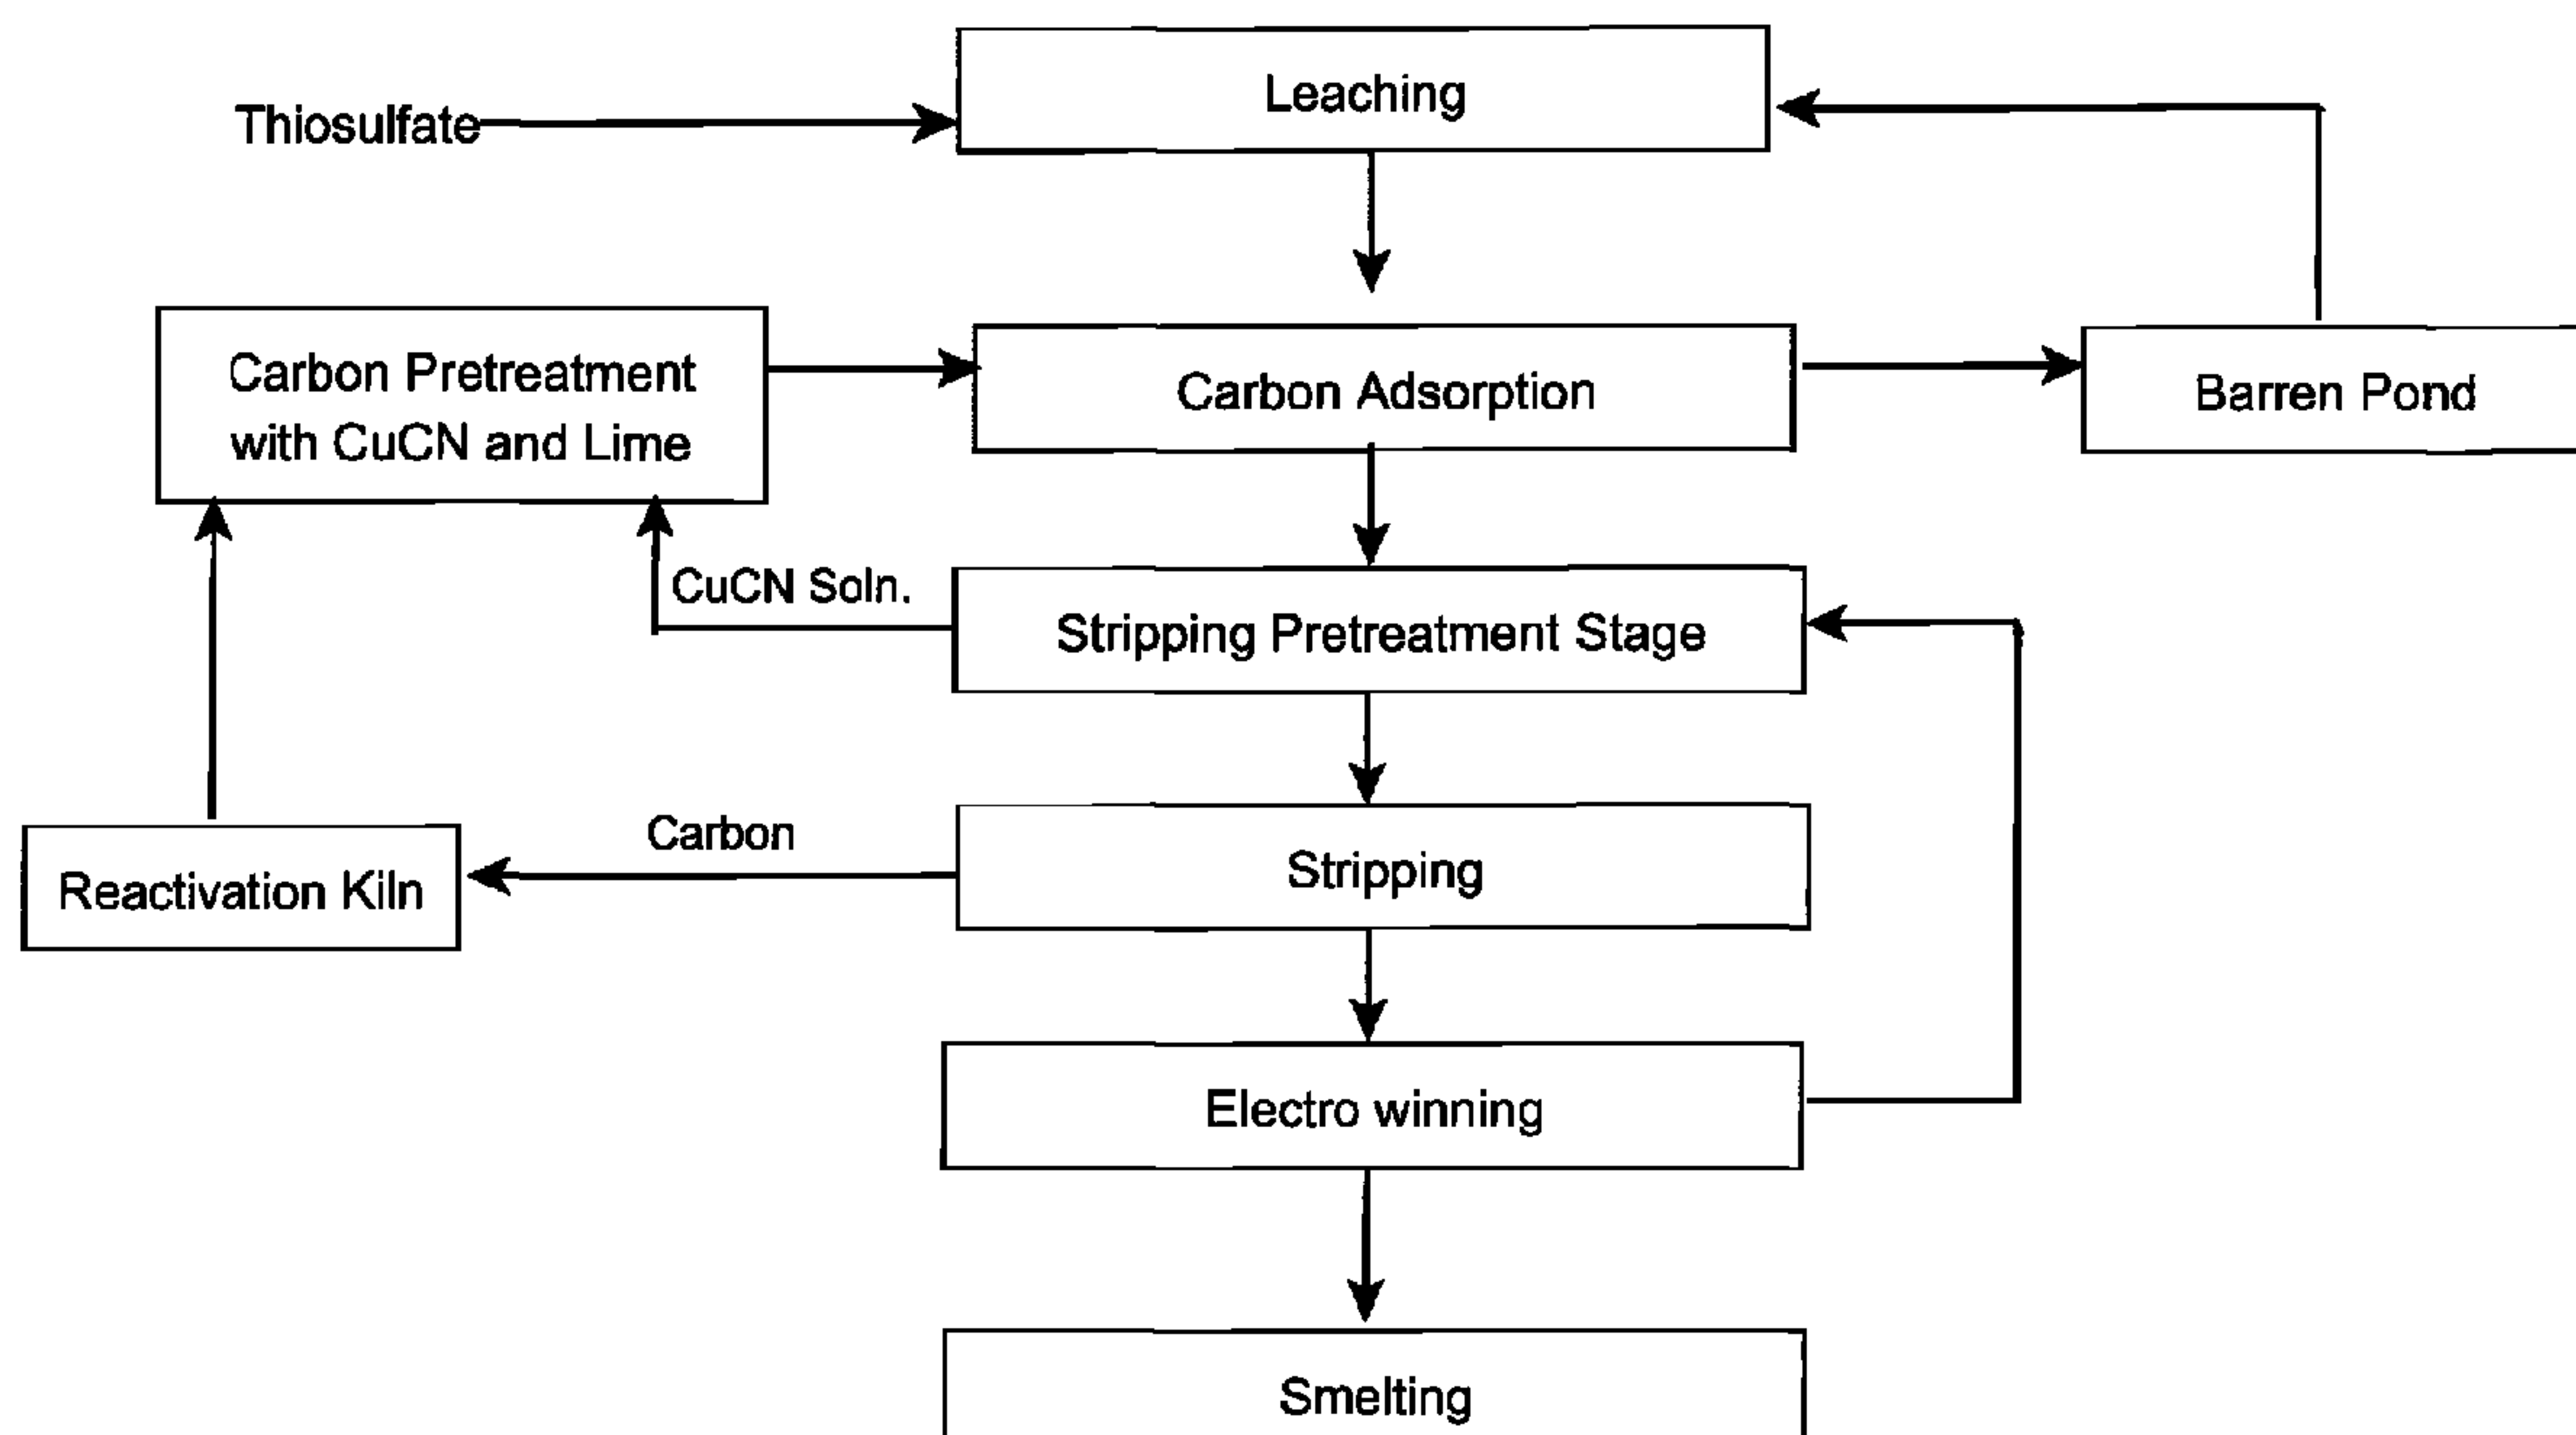 Leaching
Thiosulfate
Carbon Pretreatment
with CuCN and Lime
Carbon Adsorption
Barren Pond
CuCN Soln.
Stripping Pretreatment Stage
Carbon
Stripping
Reactivation Kiln
Electro winning
Smelting